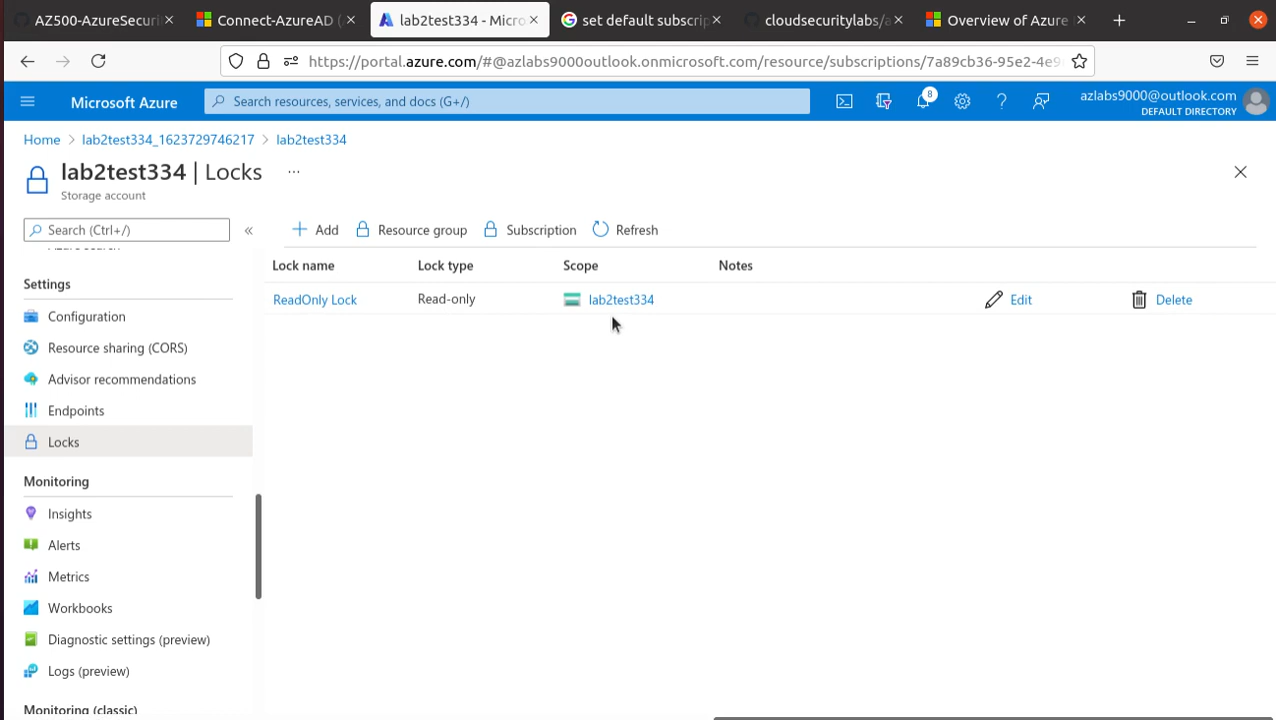 AZ500-AzureSecuri
Connect-AzureAD (
lab2test334 - Micro
set default subscrip
cloudsecuritylabs/a
Overview of Azure
https://portal.azure.com/#@azlabs9000outlook.onmicrosoft.com/resource/subscriptions/7a89cb36-95e2-4e9
Microsoft Azure
Search resources, services, and docs (G+/)
8
azlabs9000@outlook.com
DEFAULT DIRECTORY
Home > lab2test334_1623729746217 > lab2test334
lab2test334 | Locks ...
Storage account
Search (Ctrl+/)
«
Add
Resource group
Subscription
Refresh
Azure search
Settings
Configuration
Resource sharing (CORS)
Advisor recommendations
Endpoints
Locks
Monitoring
Insights
Alerts
Metrics
Workbooks
Diagnostic settings (preview)
Logs (preview)
Monitoring (classic)
Lock name Lock type Scope Notes
ReadOnly Lock Read-only lab2test334 Edit Delete